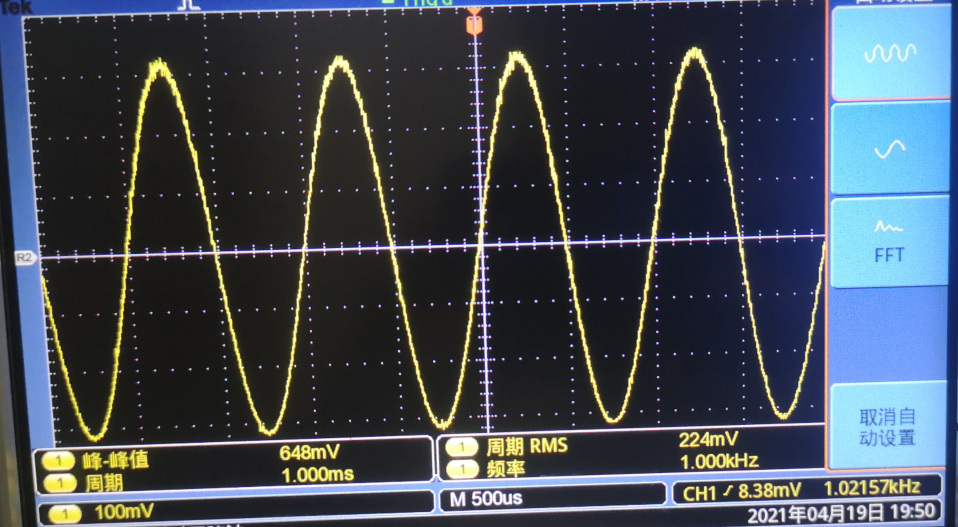 Tek
R2
FFT
取消自
动设置
1 峰-峰值 648mV
1 周期 1.000ms
1 周期 RMS 224mV
1 频率 1.000kHz
1 100mV
M 500us
CH1 8.38mV 1.02157kHz
2021年04月19日 19:50